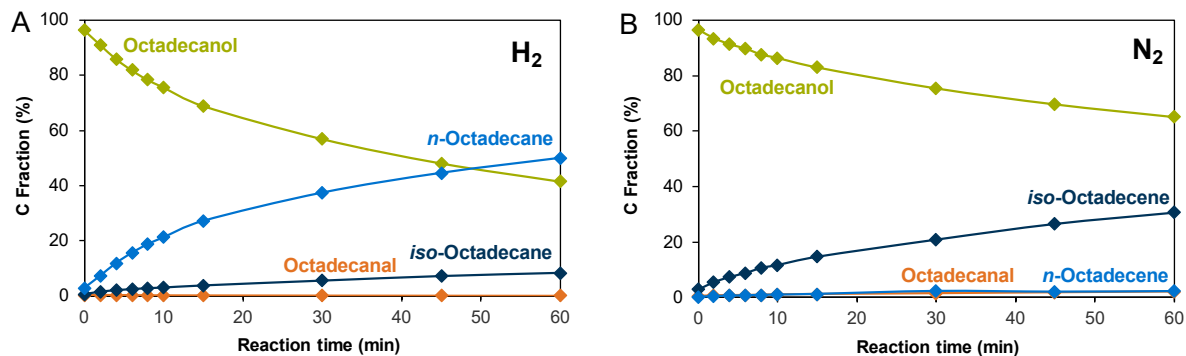 A
H2
C Fraction (%)
100
80
60
40
20
0
Octadecanol
n-Octadecane
iso-Octadecane
Octadecanal
0 10 20 30 40 50 60
Reaction time (min)
B
N2
C Fraction (%)
100
80
60
40
20
0
Octadecanol
iso-Octadecene
Octadecanal
n-Octadecene
0 10 20 30 40 50 60
Reaction time (min)